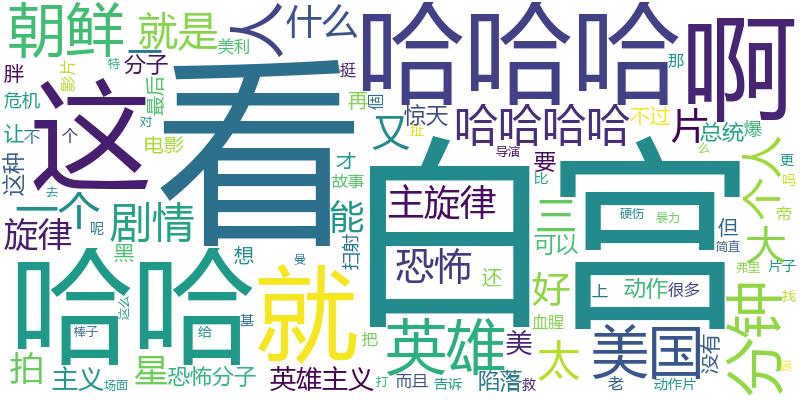 朝鲜
就是
美利
人
什么
哈哈哈
那
啊
胖
影片
特
分子
最后
挺
危机
让
不
个
对
电影
再
值
惊天
又
扯
哈哈哈哈
导演
不过
片
总统
爆
么
这
看
这种
去
才
故事
要
比
个人
更
吗
一个
呢
剧情
能
自高
主旋律
三
可以
硬伤
暴力
但
简直
大
帝
旋律
黑
想
扫射
曼
恐怖
还
弗里
片子
哈哈
这么
棒子
给
基
就
好
上
动作
很多
找
分钟
血腥
把
英雄
美
太
美国
没有
拍
主义
场面
星
恐怖分子
英雄主义
打
而且
告诉
陷落
救
老
动作片